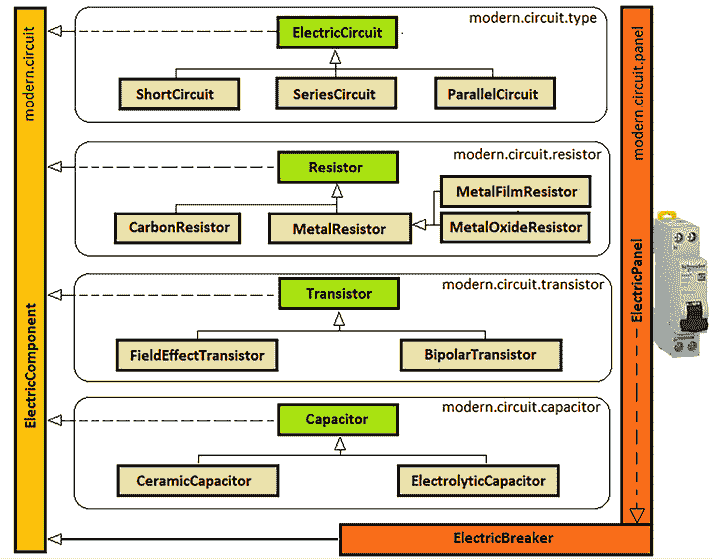 modern.circuit
ElectricComponent
modern.circuit.type
ElectricCircuit
ShortCircuit
SeriesCircuit
ParallelCircuit
modern.circuit.resistor
Resistor
MetalFilmResistor
CarbonResistor
MetalResistor
MetalOxideResistor
modern.circuit.transistor
Transistor
FieldEffectTransistor
BipolarTransistor
modern.circuit.capacitor
Capacitor
CeramicCapacitor
ElectrolyticCapacitor
modern.circuit.panel
ElectricPanel
ElectricBreaker